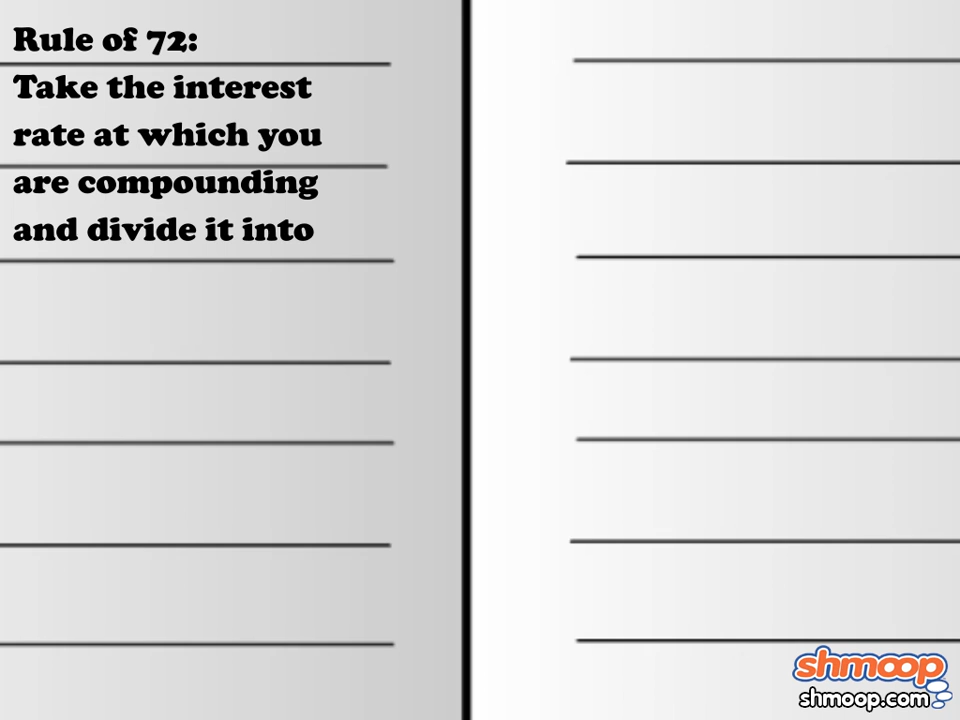 Rule of 72:
Take the interest
rate at which you
are compounding
and divide it into
shmoop
shmoop.com